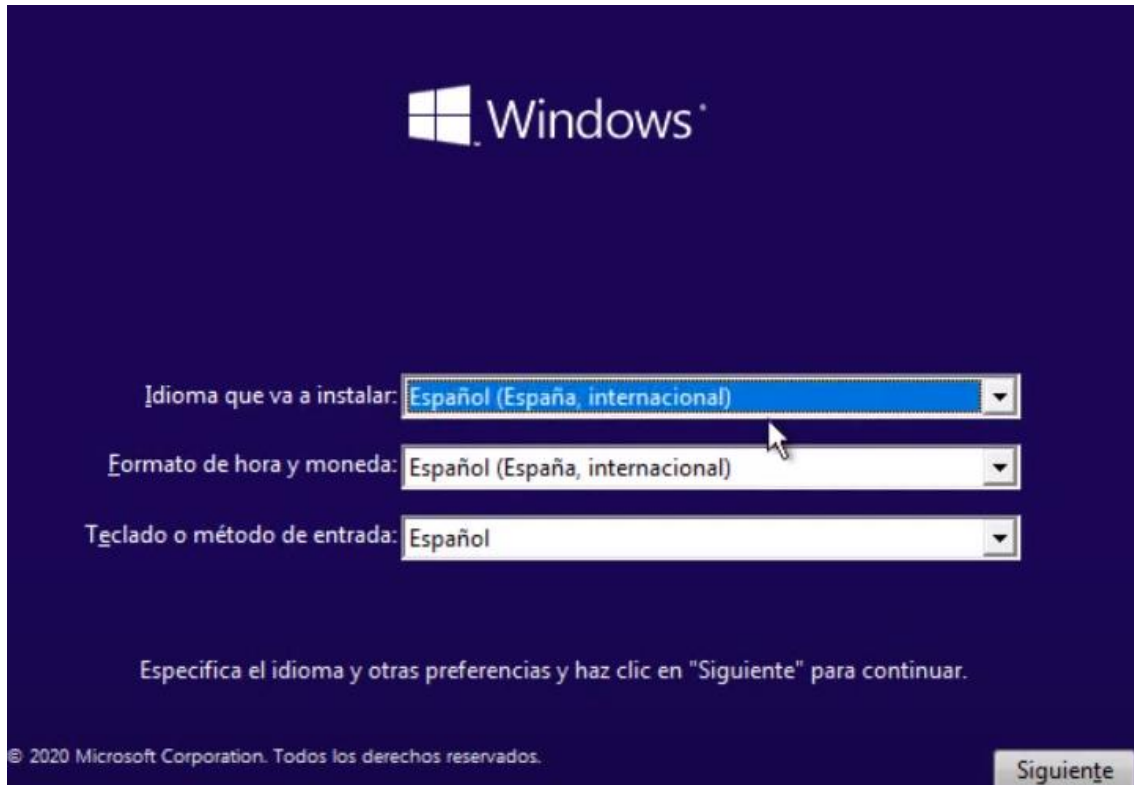 Windows
Idioma que va a instalar: Español (España, internacional)
Formato de hora y moneda: Español (España, internacional)
Teclado o método de entrada: Español
Especifica el idioma y otras preferencias y haz clic en "Siguiente" para continuar.
© 2020 Microsoft Corporation. Todos los derechos reservados.
Siguiente